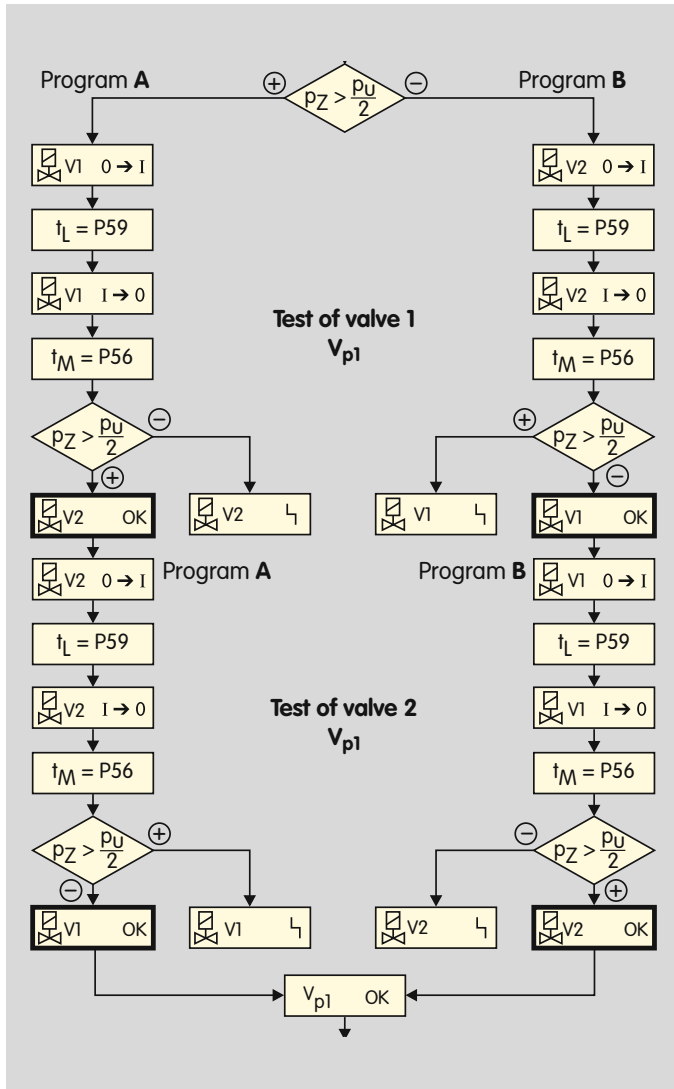 Program A
+
pZ > pU/2
−
Program B
V1 0 → I
V2 0 → I
tL = P59
tL = P59
V1 I → 0
V2 I → 0
Test of valve 1
Vp1
tM = P56
tM = P56
pZ > pU/2
−
+
pZ > pU/2
+
−
V2 OK
V2
V1
V1 OK
V2 0 → I
Program A
Program B
V1 0 → I
tL = P59
tL = P59
V2 I → 0
V1 I → 0
Test of valve 2
Vp1
tM = P56
tM = P56
pZ > pU/2
+
−
pZ > pU/2
−
+
V1 OK
V1
V2
V2 OK
Vp1 OK